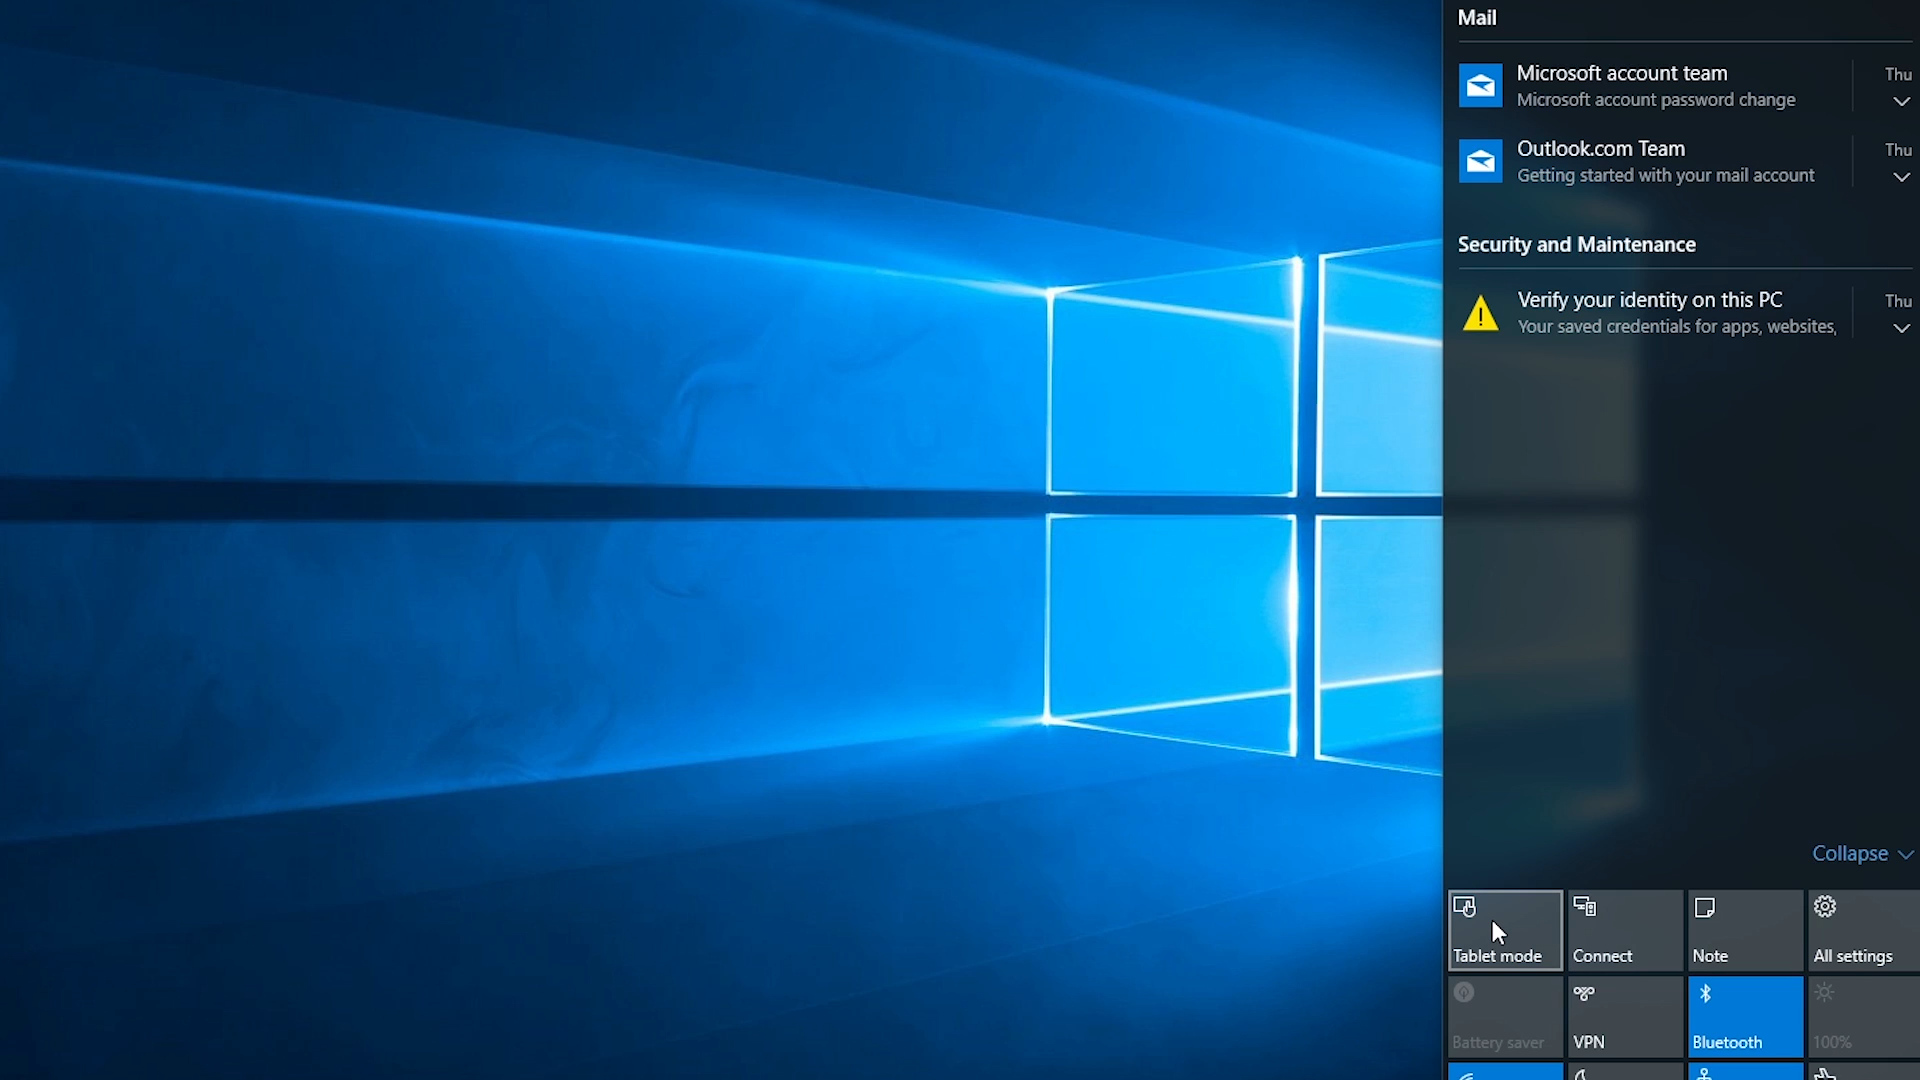 Mail
Microsoft account team
Thu
Microsoft account password change
Outlook.com Team
Thu
Getting started with your mail account
Security and Maintenance
Verify your identity on this PC
Thu
Your saved credentials for apps, websites,
Collapse
Tablet mode
Connect
Note
All settings
Battery saver
VPN
Bluetooth
100%